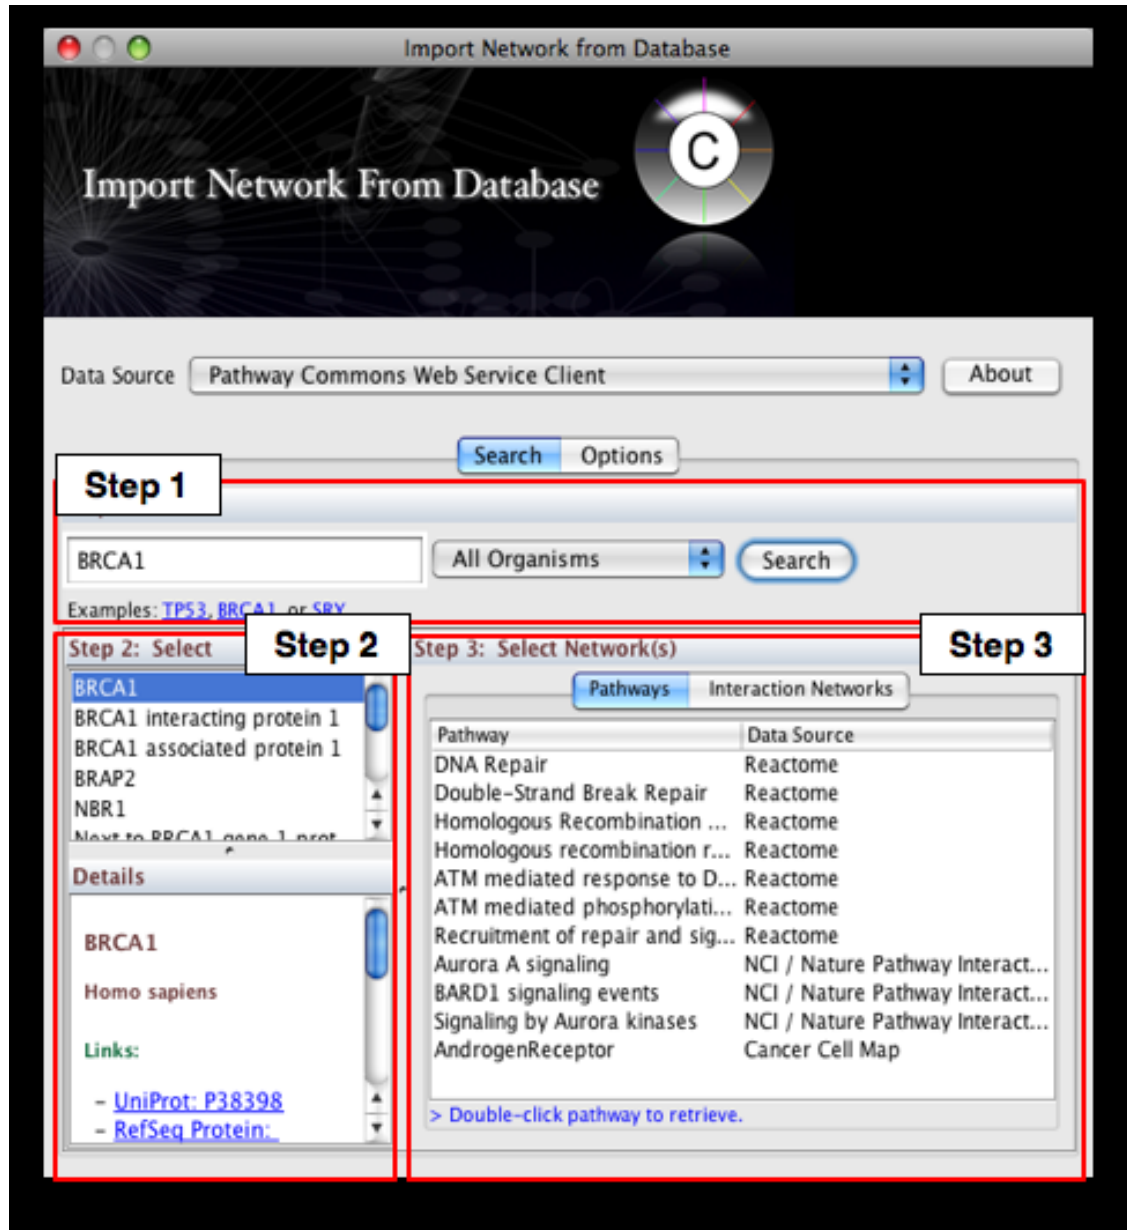 Import Network from Database
C
Import Network From Database
Data Source Pathway Commons Web Service Client About
Search Options
Step 1
BRCA1 All Organisms Search
Examples: TP53, BRCA1, or SRY
Step 2: Select
Step 2
BRCA1
BRCA1 interacting protein 1
BRCA1 associated protein 1
BRAP2
NBR1
Next to BRCA1 gene 1 prot
Details
BRCA1
Homo sapiens
Links:
- UniProt: P38398
- RefSeq Protein:
Step 3: Select Network(s)
Step 3
Pathways Interaction Networks
Pathway Data Source
DNA Repair Reactome
Double-Strand Break Repair Reactome
Homologous Recombination ... Reactome
Homologous recombination r... Reactome
ATM mediated response to D... Reactome
ATM mediated phosphorylati... Reactome
Recruitment of repair and sig... Reactome
Aurora A signaling NCI / Nature Pathway Interact...
BARD1 signaling events NCI / Nature Pathway Interact...
Signaling by Aurora kinases NCI / Nature Pathway Interact...
AndrogenReceptor Cancer Cell Map
> Double-click pathway to retrieve.